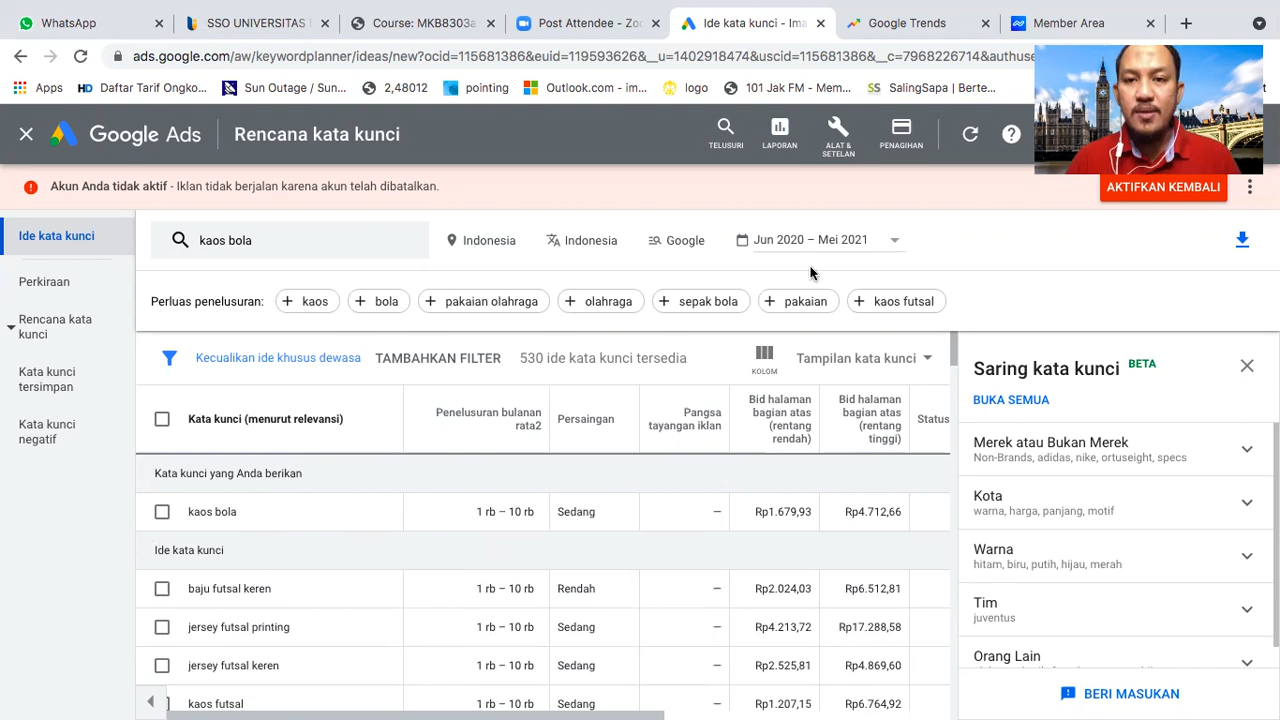 WhatsApp
SSO UNIVERSITAS
Course: MKB8303a
Post Attendee - Zoo
Ide kata kunci - Ima
Google Trends
Member Area
ads.google.com/aw/keywordplanner/ideas/new?ocid=115681386&euid=119593626&__u=1402918474&uscid=115681386&__c=7968226714&authuse
Apps
Daftar Tarif Ongko...
Sun Outage / Sun...
2,48012
pointing
Outlook.com - im...
logo
101 Jak FM - Mem...
SalingSapa | Berte...
Google Ads
Rencana kata kunci
TELUSURI
LAPORAN
ALAT &
SETELAN
PENAGIHAN
Akun Anda tidak aktif - Iklan tidak berjalan karena akun telah dibatalkan.
AKTIFKAN KEMBALI
Ide kata kunci
Perkiraan
Rencana kata
kunci
Kata kunci
tersimpan
Kata kunci
negatif
kaos bola
Indonesia
Indonesia
Google
Jun 2020 – Mei 2021
Perluas penelusuran:
kaos
bola
pakaian olahraga
olahraga
sepak bola
pakaian
kaos futsal
Kecualikan ide khusus dewasa
TAMBAHKAN FILTER
530 ide kata kunci tersedia
KOLOM
Tampilan kata kunci
Kata kunci (menurut relevansi)
Penelusuran bulanan
rata2
Persaingan
Pangsa
tayangan iklan
Bid halaman
bagian atas
(rentang
rendah)
Bid halaman
bagian atas
(rentang
tinggi)
Status
Kata kunci yang Anda berikan
kaos bola 1 rb – 10 rb Sedang – Rp1.679,93 Rp4.712,66
Ide kata kunci
baju futsal keren 1 rb – 10 rb Rendah – Rp2.024,03 Rp6.512,81
jersey futsal printing 1 rb – 10 rb Sedang – Rp4.213,72 Rp17.288,58
jersey futsal keren 1 rb – 10 rb Sedang – Rp2.525,81 Rp4.869,60
kaos futsal 1 rb – 10 rb Sedang – Rp1.207,15 Rp6.764,92
Saring kata kunci BETA
BUKA SEMUA
Merek atau Bukan Merek
Non-Brands, adidas, nike, ortuseight, specs
Kota
warna, harga, panjang, motif
Warna
hitam, biru, putih, hijau, merah
Tim
juventus
Orang Lain
BERI MASUKAN